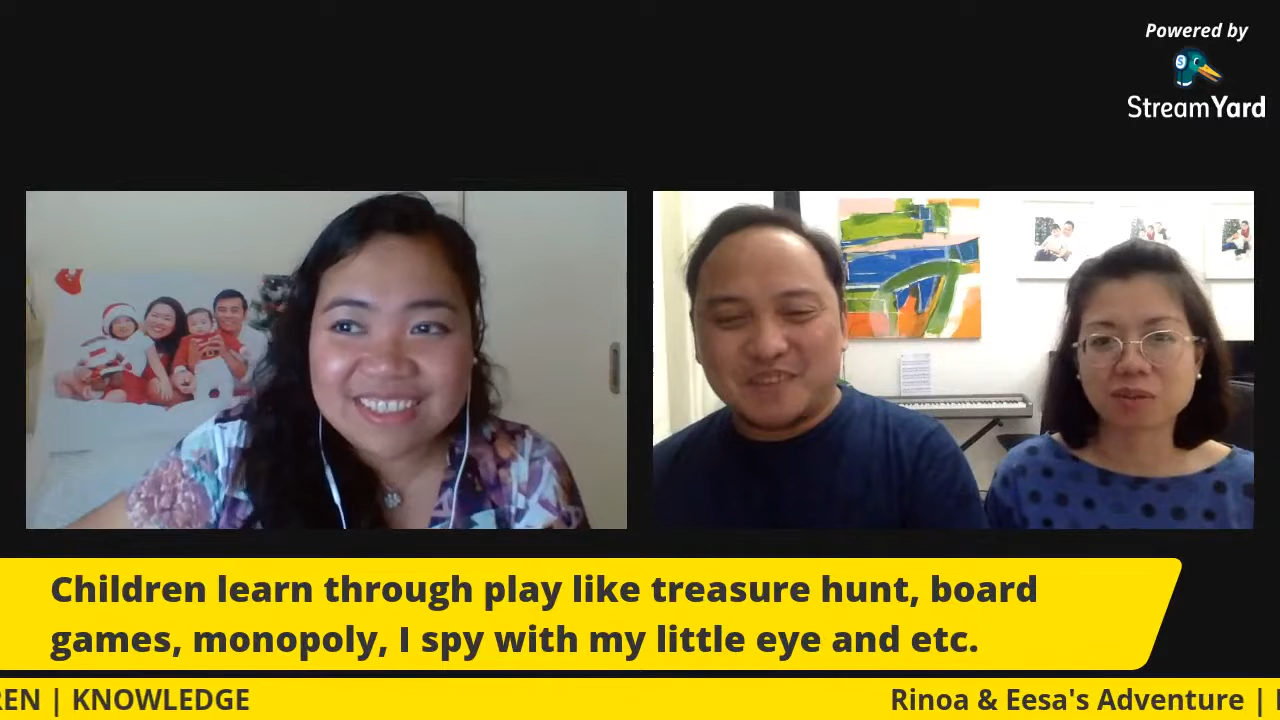 Powered by
StreamYard
Children learn through play like treasure hunt, board
games, monopoly, I spy with my little eye and etc.
REN | KNOWLEDGE
Rinoa & Eesa's Adventure |